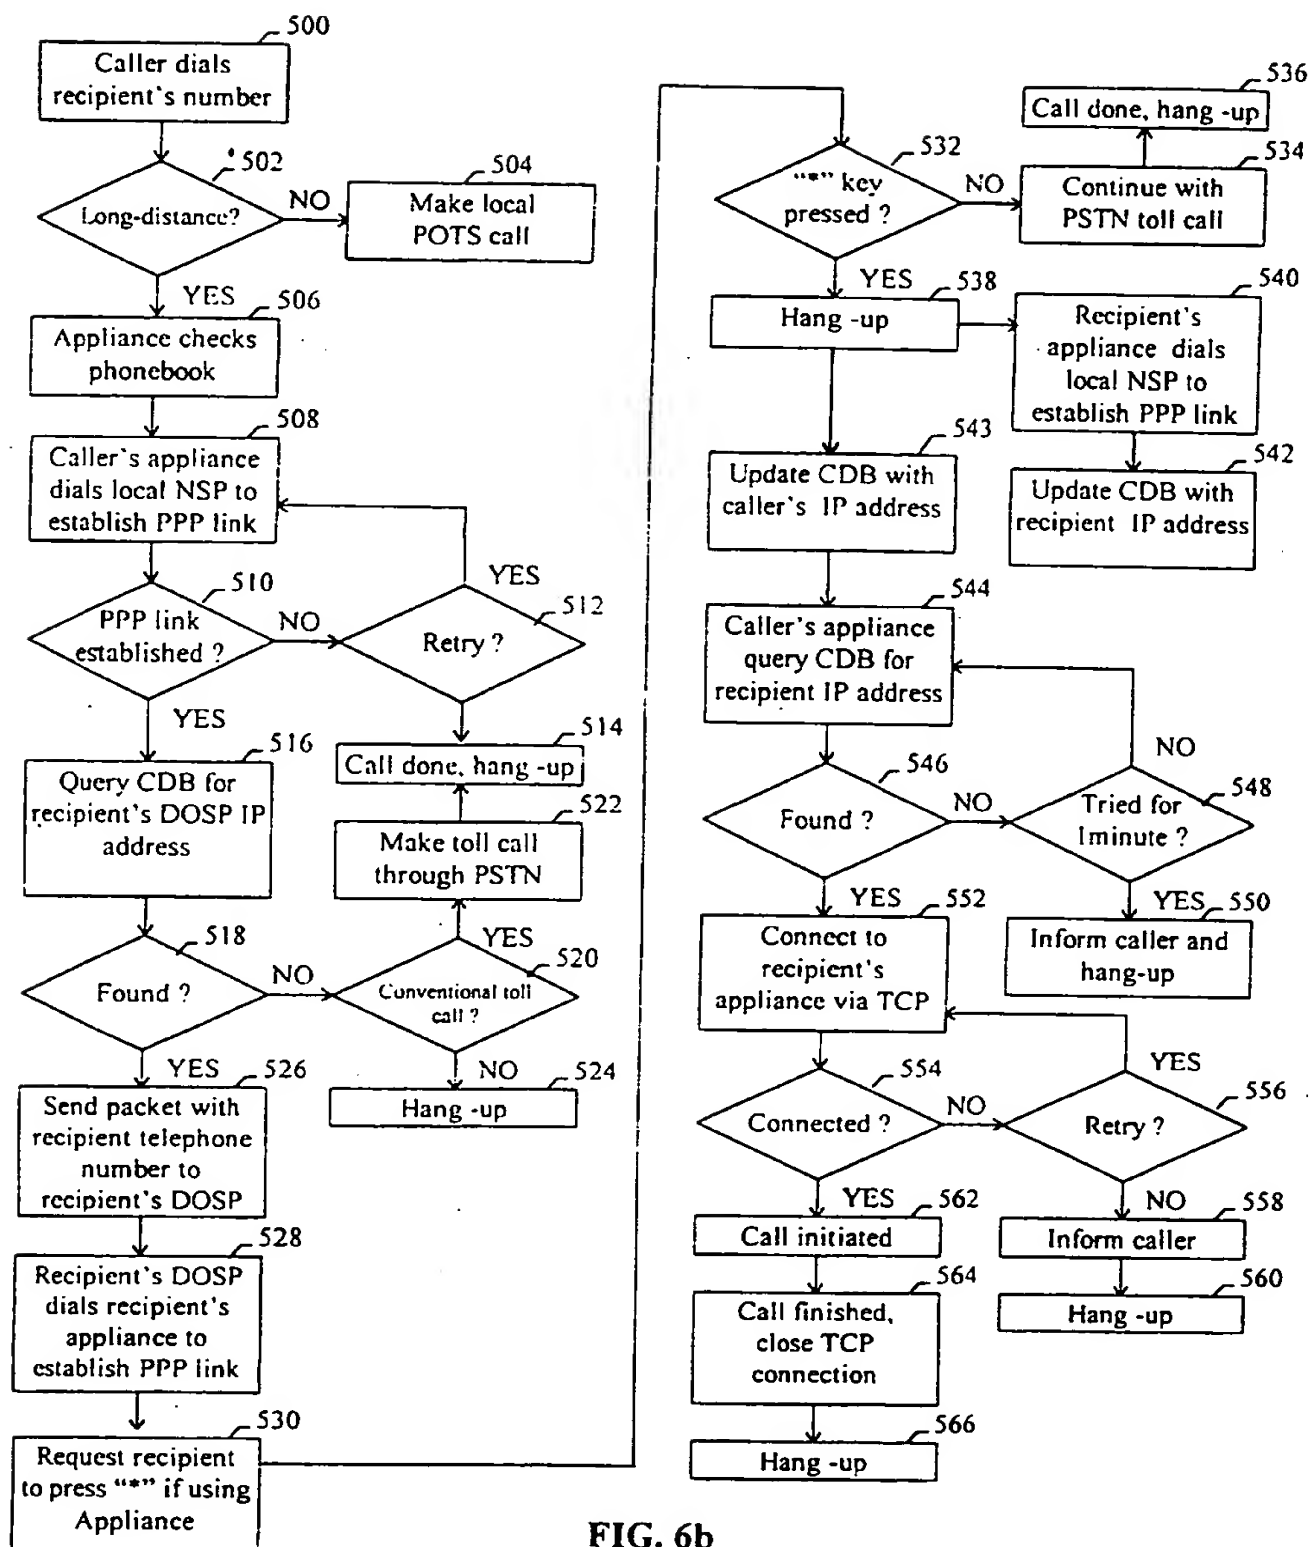 500
Caller dials
recipient's number
502
Long-distance?
NO
504
Make local
POTS call
YES
506
Appliance checks
phonebook
508
Caller's appliance
dials local NSP to
establish PPP link
510
PPP link
established ?
NO
YES
512
Retry ?
YES
514
Call done, hang -up
516
Query CDB for
recipient's DOSP IP
address
522
Make toll call
through PSTN
518
Found ?
NO
YES
520
Conventional toll
call ?
YES
NO
524
Hang -up
526
Send packet with
recipient telephone
number to
recipient's DOSP
528
Recipient's DOSP
dials recipient's
appliance to
establish PPP link
530
Request recipient
to press "*" if using
Appliance
532
"*" key
pressed ?
NO
534
Continue with
PSTN toll call
536
Call done, hang -up
YES
538
Hang -up
540
Recipient's
appliance dials
local NSP to
establish PPP link
542
Update CDB with
recipient IP address
543
Update CDB with
caller's IP address
544
Caller's appliance
query CDB for
recipient IP address
546
Found ?
NO
YES
548
Tried for
1minute ?
NO
YES
550
Inform caller and
hang-up
552
Connect to
recipient's
appliance via TCP
554
Connected ?
NO
YES
556
Retry ?
YES
NO
558
Inform caller
560
Hang -up
562
Call initiated
564
Call finished,
close TCP
connection
566
Hang -up
FIG. 6b